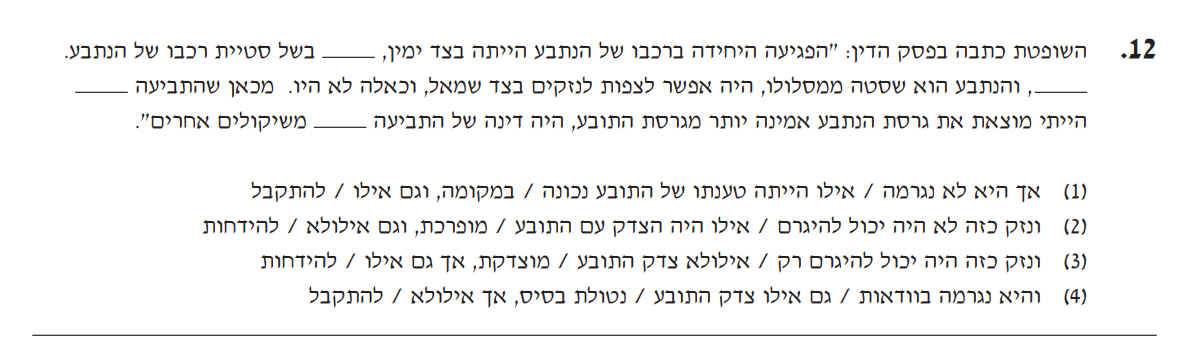 12. השופטת כתבה בפסק הדין: "הפגיעה היחידה ברכבו של הנתבע הייתה בצד ימין, _____ בשל סטיית רכבו של הנתבע.
_____, והנתבע הוא שסטה ממסלולו, היה אפשר לצפות לנזקים בצד שמאל, וכאלה לא היו. מכאן שהתביעה _____
הייתי מוצאת את גרסת הנתבע אמינה יותר מגרסת התובע, היה דינה של התביעה _____ משיקולים אחרים".
(1) אך היא לא נגרמה / אילו הייתה טענתו של התובע נכונה / במקומה, וגם אילו / להתקבל
(2) ונזק כזה לא היה יכול להיגרם / אילו היה הצדק עם התובע / מופרכת, וגם אילולא / להידחות
(3) ונזק כזה היה יכול להיגרם רק / אילולא צדק התובע / מוצדקת, אך גם אילו / להידחות
(4) והיא נגרמה בוודאות / גם אילו צדק התובע / נטולת בסיס, אך אילולא / להתקבל